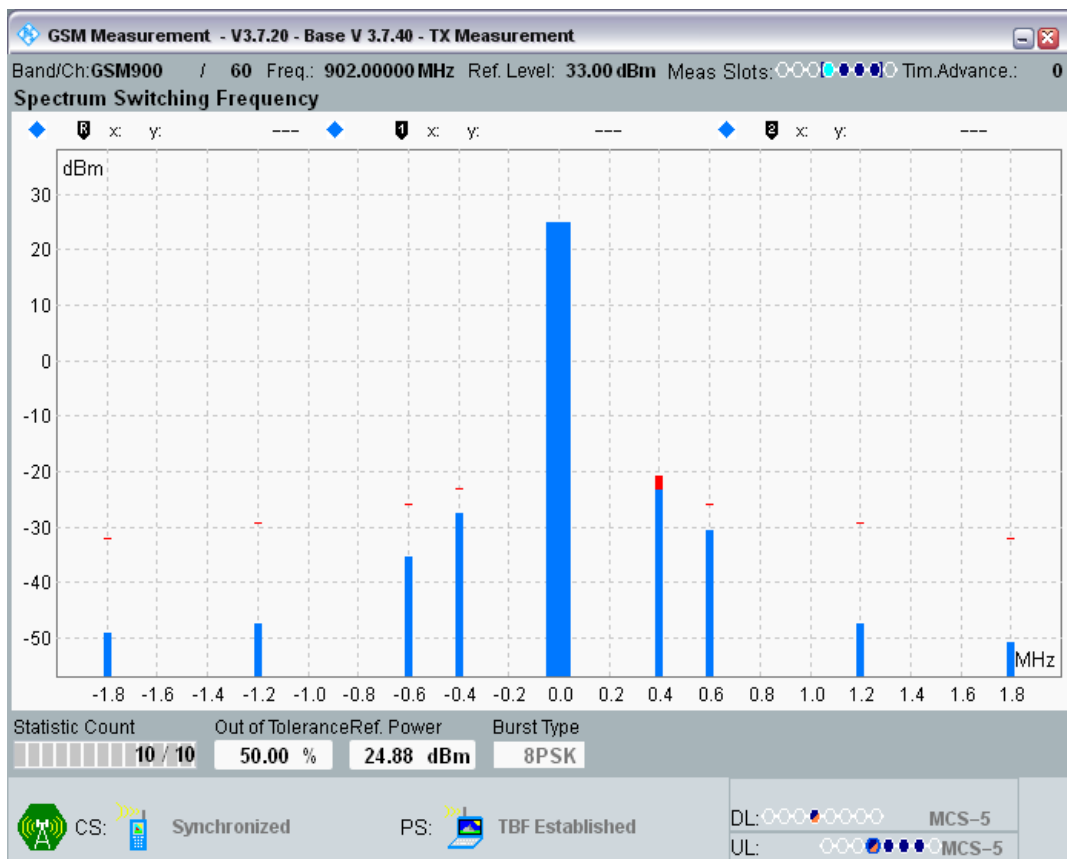 GSM Measurement - V3.7.20 - Base V 3.7.40 - TX Measurement
Band/Ch:GSM900 / 60 Freq.: 902.00000 MHz Ref. Level: 33.00 dBm Meas Slots: Tim.Advance.: 0
Spectrum Switching Frequency
R x: y: --- 1 x: y: --- 2 x: y: ---
dBm
30
20
10
0
-10
-20
-30
-40
-50
MHz
-1.8 -1.6 -1.4 -1.2 -1.0 -0.8 -0.6 -0.4 -0.2 0.0 0.2 0.4 0.6 0.8 1.0 1.2 1.4 1.6 1.8
Statistic Count Out of Tolerance Ref. Power Burst Type
10 / 10 50.00 % 24.88 dBm 8PSK
CS: Synchronized PS: TBF Established
DL: MCS-5
UL: MCS-5